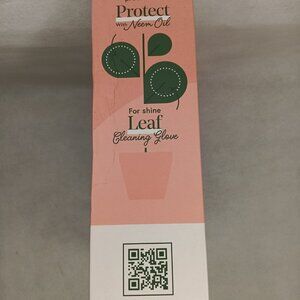 Protect
With Neem Oil
For shine
Leaf
Cleaning Glove